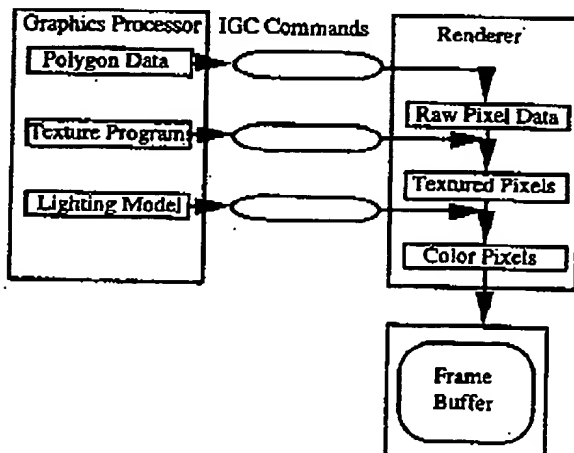 Graphics Processor
IGC Commands
Renderer
Polygon Data
Raw Pixel Data
Texture Program
Textured Pixels
Lighting Model
Color Pixels
Frame
Buffer